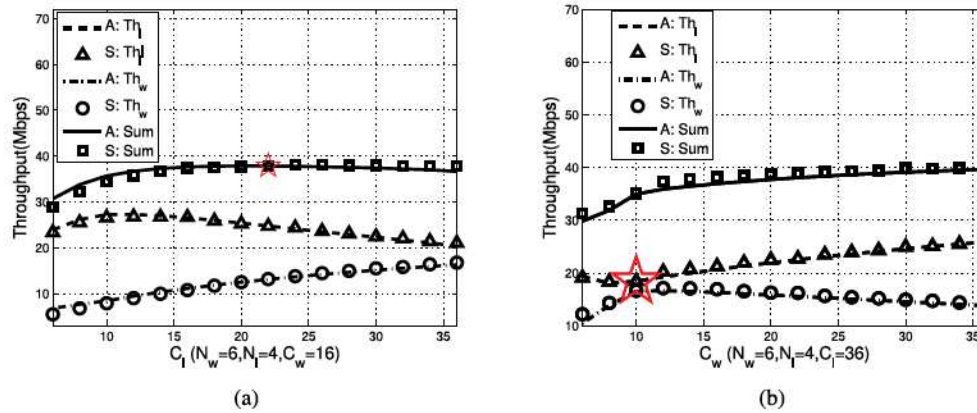 70
60
50
40
30
20
10
Throughput(Mbps)
A: Th_l
S: Th_l
A: Th_w
S: Th_w
A: Sum
S: Sum
10 15 20 25 30 35
C_l (N_w=6,N_l=4,C_w=16)
(a)
70
60
50
40
30
20
10
Throughput(Mbps)
A: Th_l
S: Th_l
A: Th_w
S: Th_w
A: Sum
S: Sum
10 15 20 25 30 35
C_w (N_w=6,N_l=4,C_l=36)
(b)